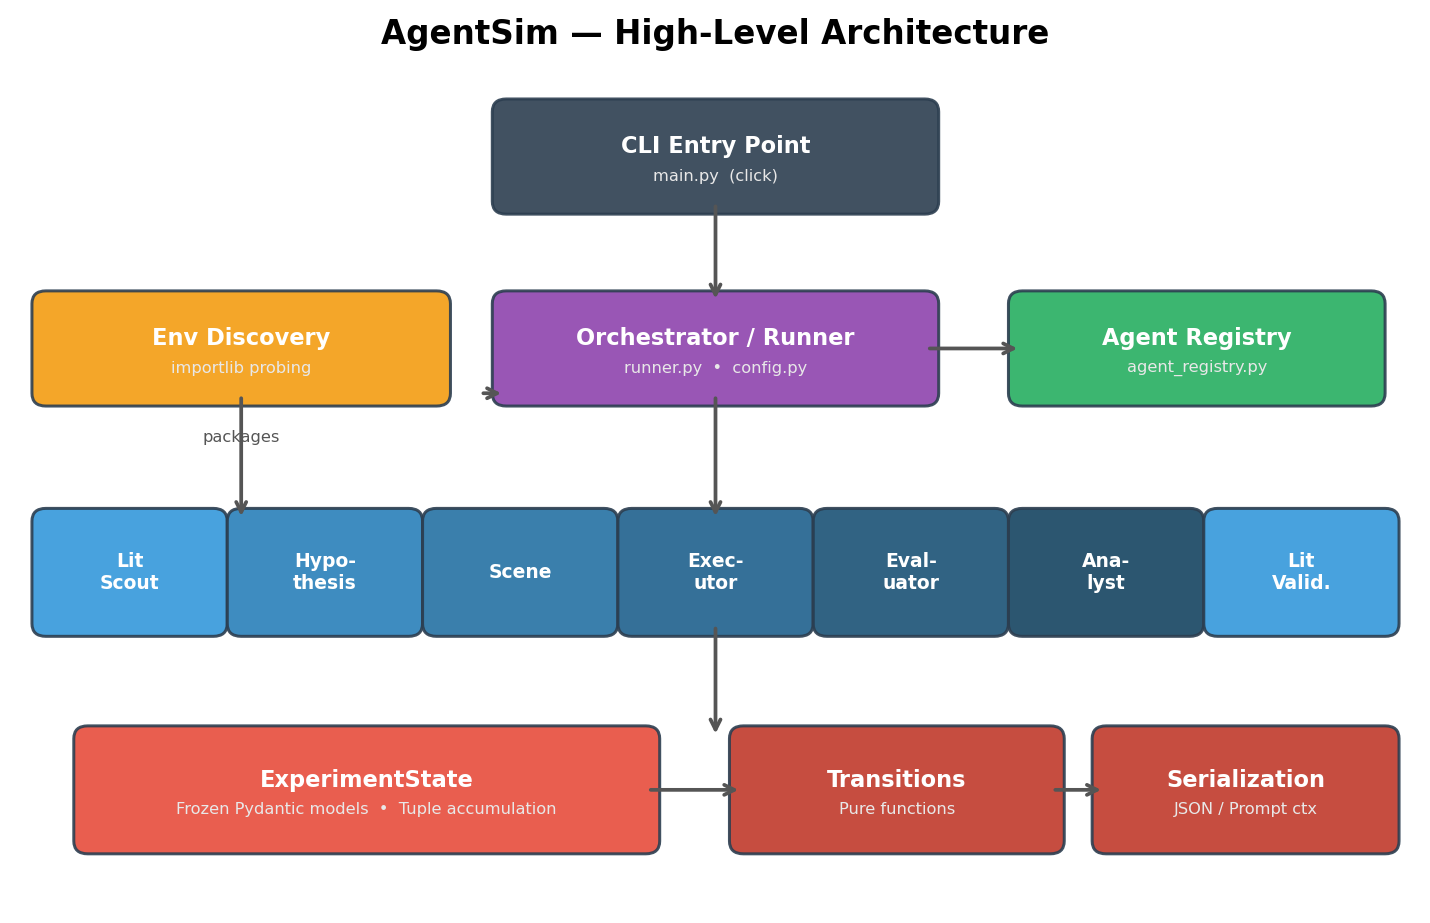 AgentSim — High-Level Architecture
CLI Entry Point
main.py  (click)
Env Discovery
importlib probing
Orchestrator / Runner
runner.py  •  config.py
Agent Registry
agent_registry.py
packages
Lit
Scout
Hypo-
thesis
Scene
Exec-
utor
Eval-
uator
Ana-
lyst
Lit
Valid.
ExperimentState
Frozen Pydantic models  •  Tuple accumulation
Transitions
Pure functions
Serialization
JSON / Prompt ctx